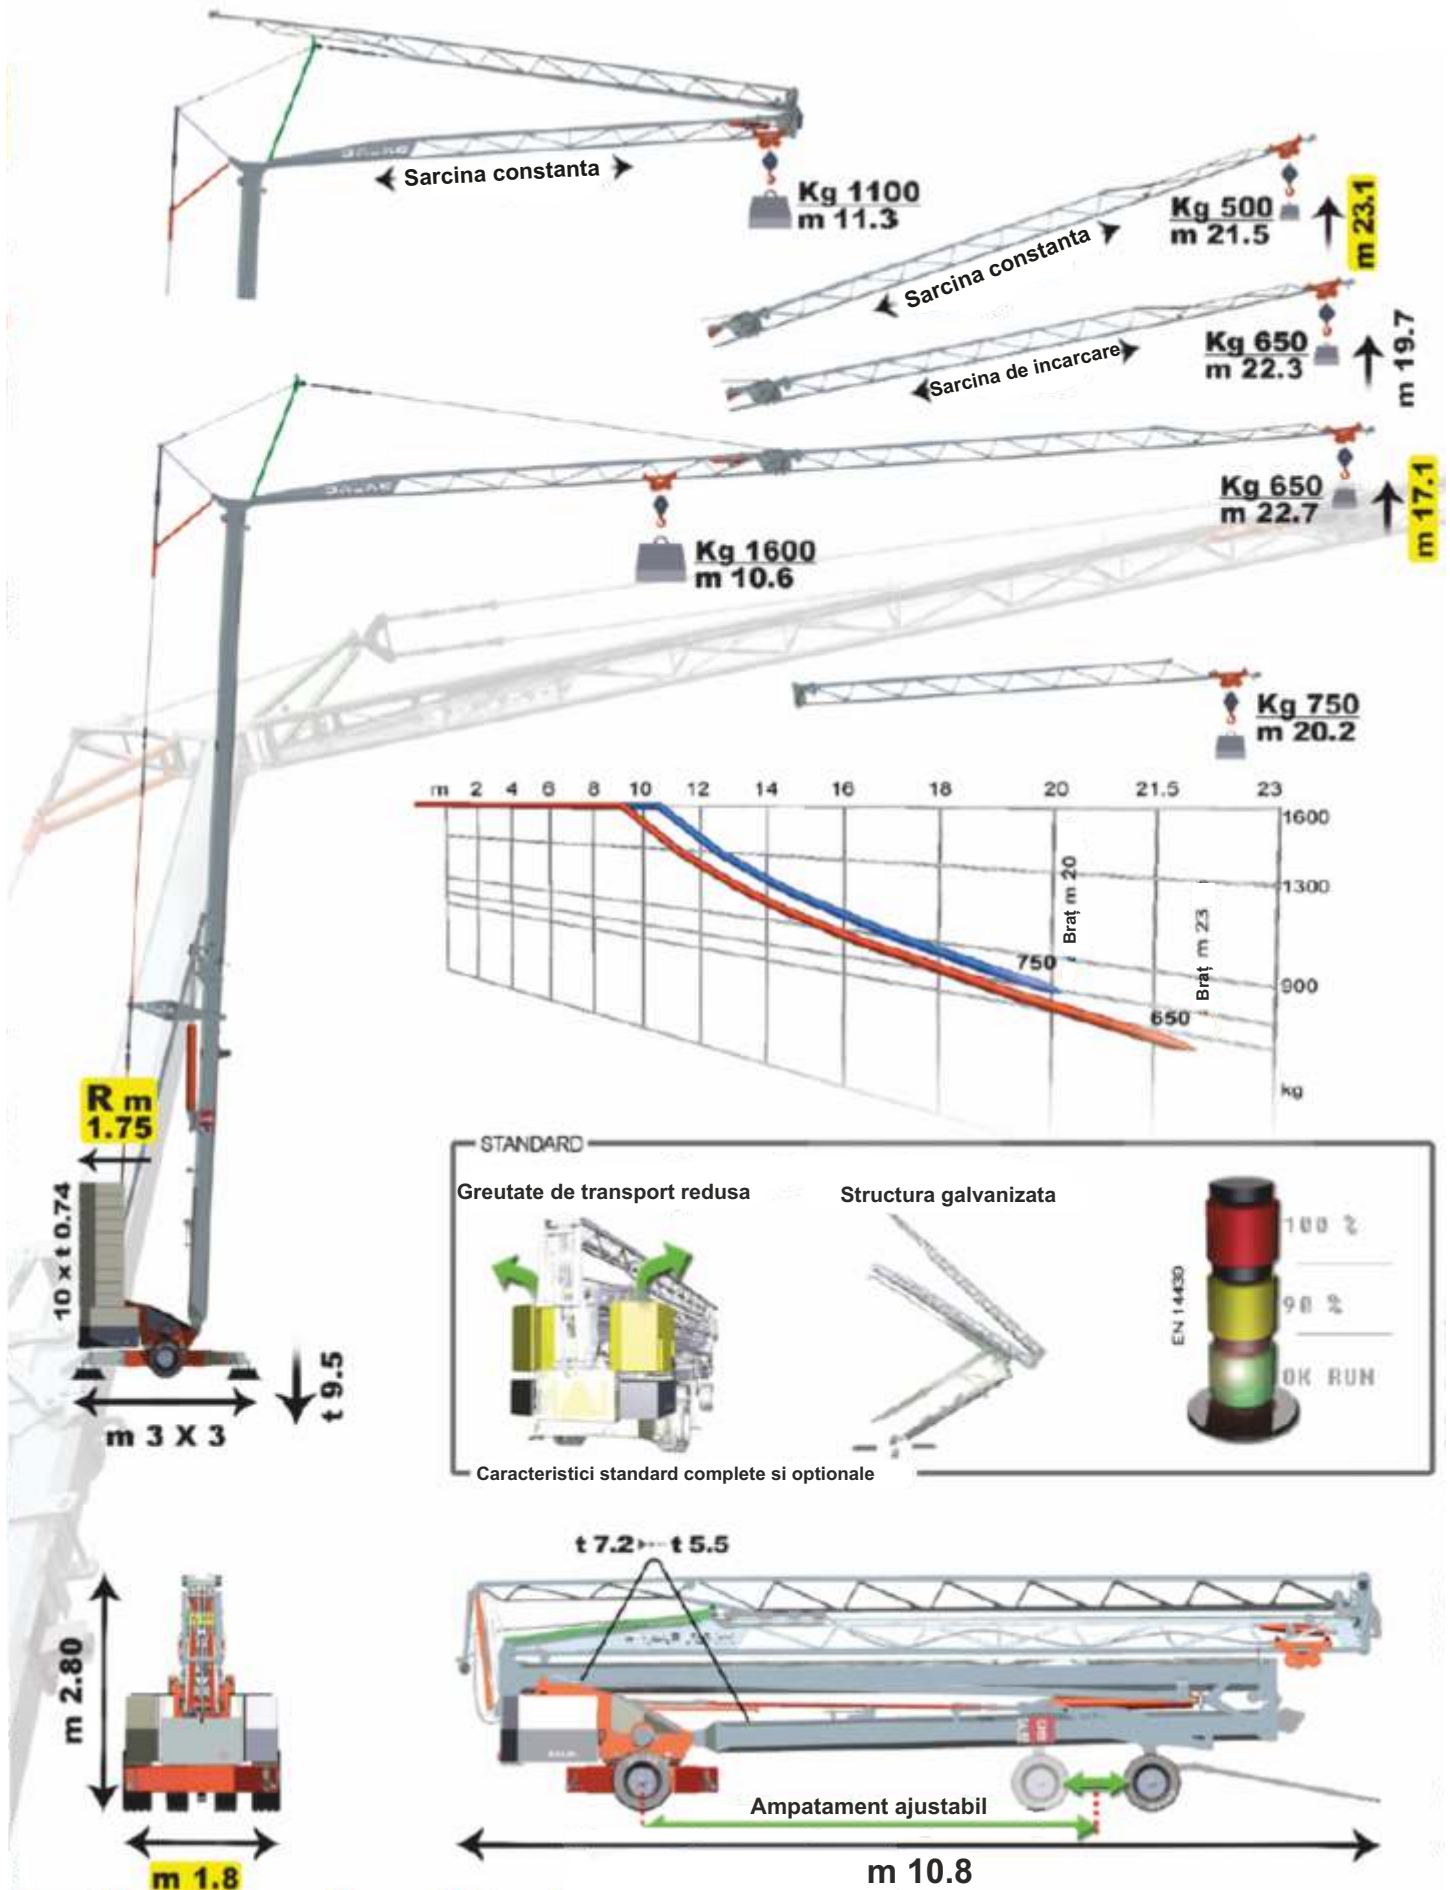 Sarcina constanta
Kg 1100
m 11.3
Kg 500
m 21.5
m 23.1
Sarcina constanta
Kg 650
m 22.3
m 19.7
Sarcina de incarcare
Kg 650
m 22.7
m 17.1
Kg 1600
m 10.6
Kg 750
m 20.2
m 2 4 6 8 10 12 14 16 18 20 21.5 23
1600
1300
900
kg
Braț m 20
Braț m 23
750
650
R m
1.75
10 x t 0.74
t 9.5
m 3 X 3
STANDARD
Greutate de transport redusa
Structura galvanizata
EN 14430
100 %
90 %
OK RUN
Caracteristici standard complete si optionale
t 7.2 t 5.5
m 2.80
m 1.8
Ampatament ajustabil
m 10.8